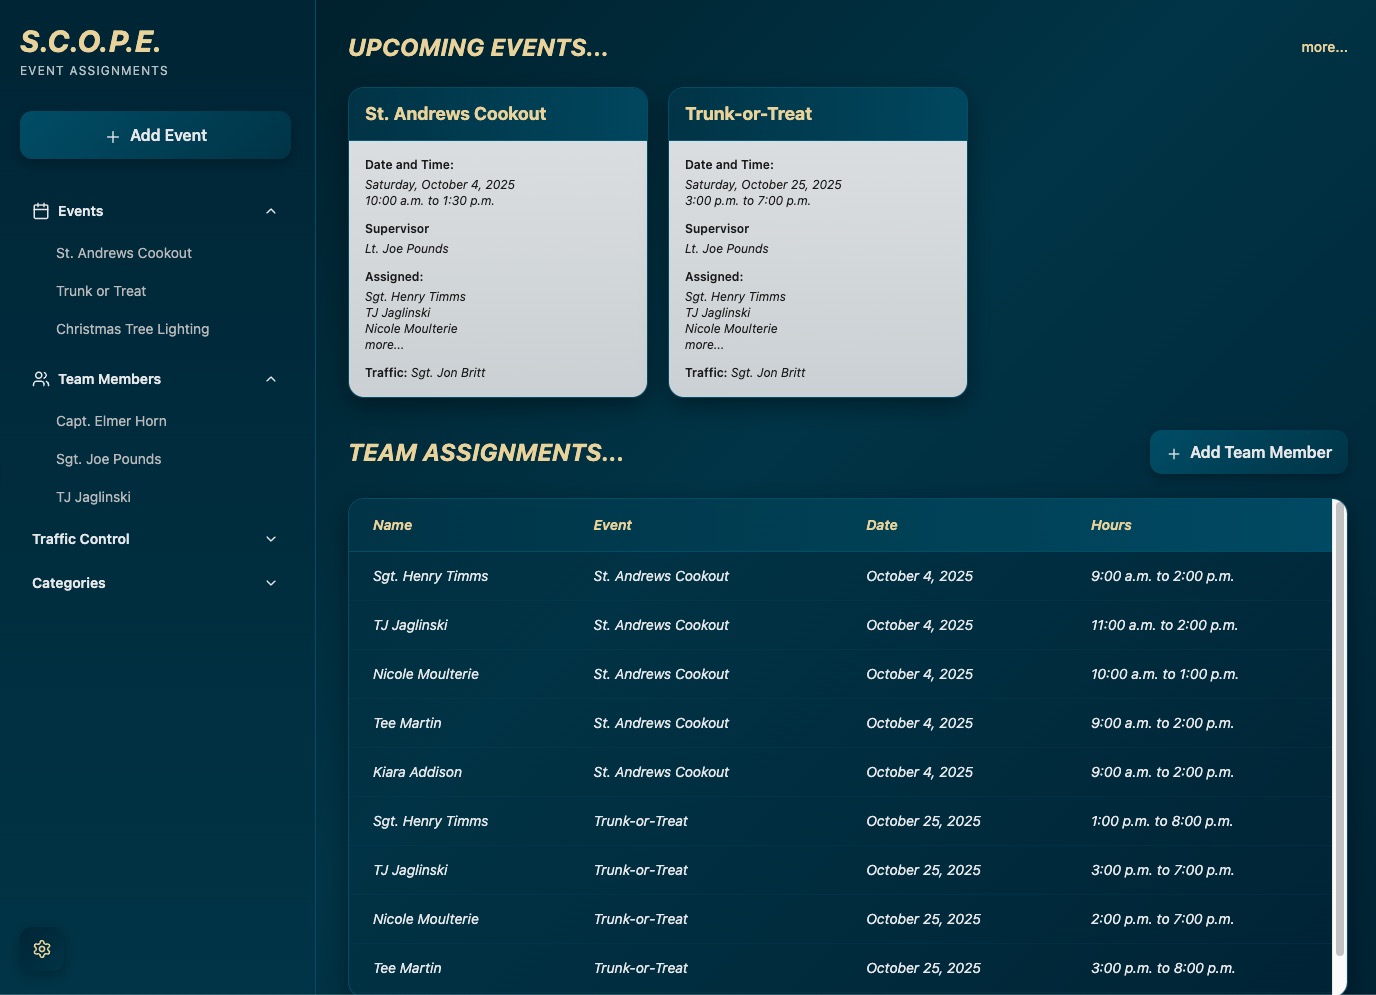 S.C.O.P.E.
EVENT ASSIGNMENTS
+ Add Event
Events
St. Andrews Cookout
Trunk or Treat
Christmas Tree Lighting
Team Members
Capt. Elmer Horn
Sgt. Joe Pounds
TJ Jaglinski
Traffic Control
Categories
UPCOMING EVENTS...
more...
St. Andrews Cookout
Date and Time:
Saturday, October 4, 2025
10:00 a.m. to 1:30 p.m.
Supervisor
Lt. Joe Pounds
Assigned:
Sgt. Henry Timms
TJ Jaglinski
Nicole Moulterie
more...
Traffic: Sgt. Jon Britt
Trunk-or-Treat
Date and Time:
Saturday, October 25, 2025
3:00 p.m. to 7:00 p.m.
Supervisor
Lt. Joe Pounds
Assigned:
Sgt. Henry Timms
TJ Jaglinski
Nicole Moulterie
more...
Traffic: Sgt. Jon Britt
TEAM ASSIGNMENTS...
+ Add Team Member
Name Event Date Hours
Sgt. Henry Timms St. Andrews Cookout October 4, 2025 9:00 a.m. to 2:00 p.m.
TJ Jaglinski St. Andrews Cookout October 4, 2025 11:00 a.m. to 2:00 p.m.
Nicole Moulterie St. Andrews Cookout October 4, 2025 10:00 a.m. to 1:00 p.m.
Tee Martin St. Andrews Cookout October 4, 2025 9:00 a.m. to 2:00 p.m.
Kiara Addison St. Andrews Cookout October 4, 2025 9:00 a.m. to 2:00 p.m.
Sgt. Henry Timms Trunk-or-Treat October 25, 2025 1:00 p.m. to 8:00 p.m.
TJ Jaglinski Trunk-or-Treat October 25, 2025 3:00 p.m. to 7:00 p.m.
Nicole Moulterie Trunk-or-Treat October 25, 2025 2:00 p.m. to 7:00 p.m.
Tee Martin Trunk-or-Treat October 25, 2025 3:00 p.m. to 8:00 p.m.